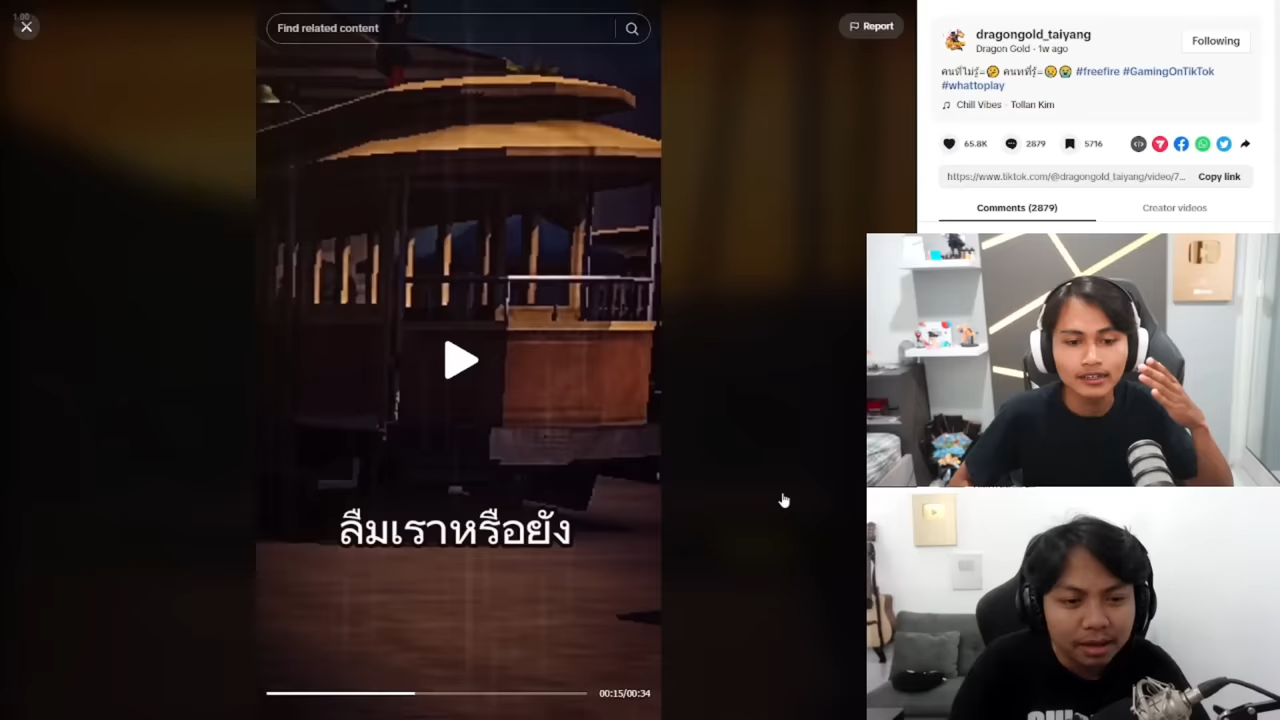 1.00
Find related content
Report
dragongold_taiyang
Dragon Gold · 1w ago
Following
คนที่ไม่รู้=🤣 คนทที่รู้=😖😭 #freefire #GamingOnTikTok
#whattoplay
Chill Vibes - Tollan Kim
65.8K
2879
5716
https://www.tiktok.com/@dragongold_taiyang/video/7...
Copy link
Comments (2879)
Creator videos
ลืมเราหรือยัง
00:15/00:34